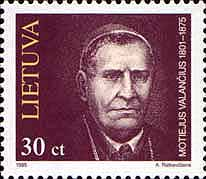 LIETUVA
MOTIEJUS VALANČIUS 1801–1875
30 ct
1995